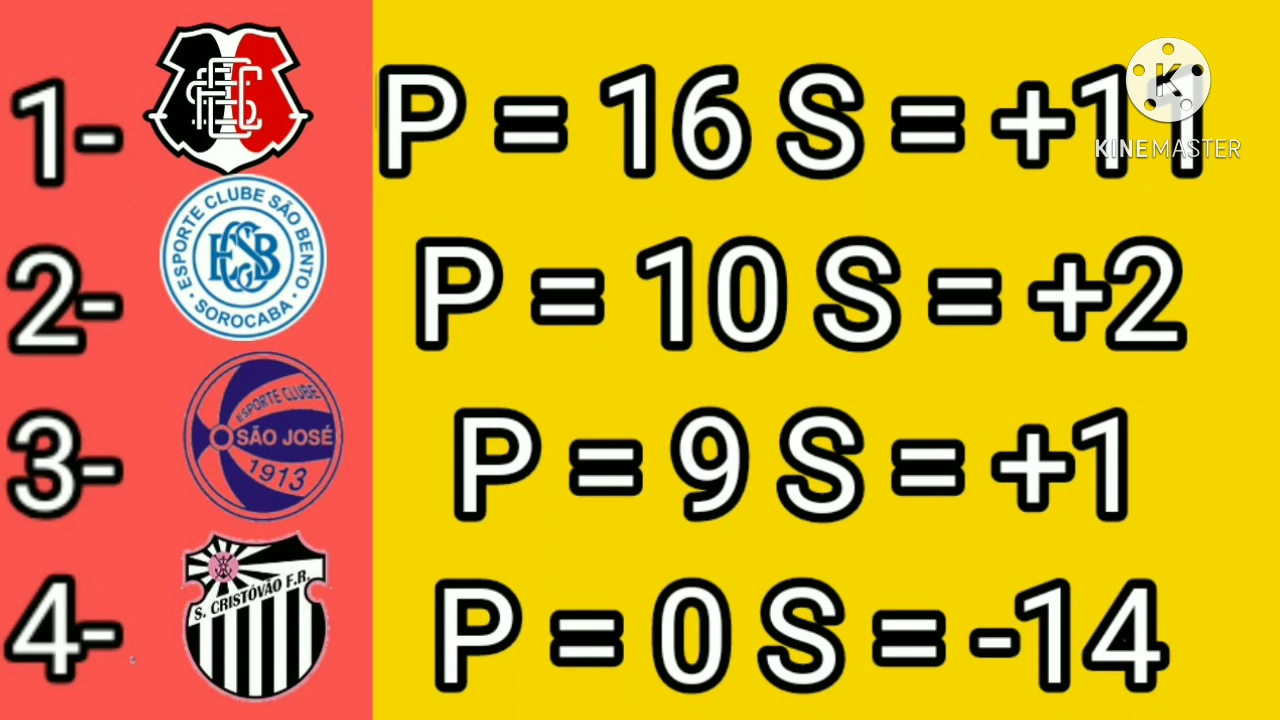 1- P = 16 S = +11
KINEMASTER
ESPORTE CLUBE SÃO BENTO
SOROCABA
2- P = 10 S = +2
ESPORTE CLUBE
SÃO JOSÉ
1913
3- P = 9 S = +1
S. CRISTÓVÃO F.R.
4- P = 0 S = -14